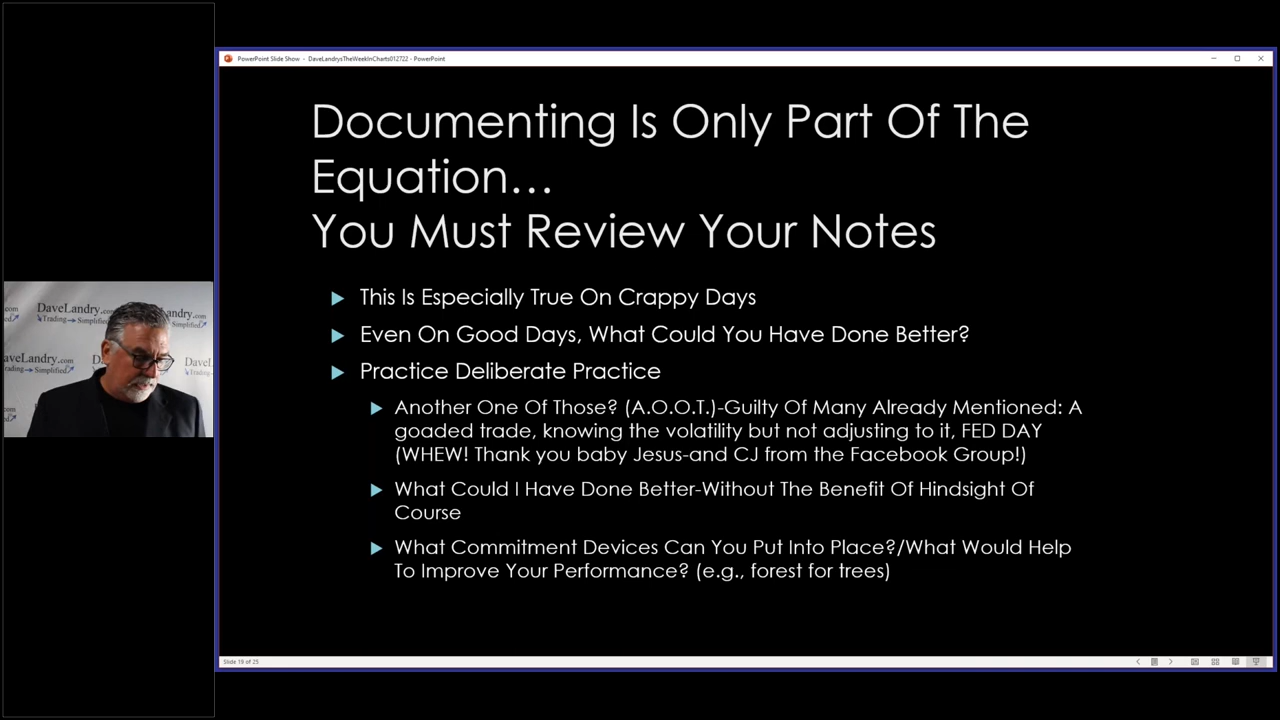 PowerPoint Slide Show - DaveLandrysTheWeekInCharts012722 - PowerPoint
Documenting Is Only Part Of The
Equation…
You Must Review Your Notes
This Is Especially True On Crappy Days
Even On Good Days, What Could You Have Done Better?
Practice Deliberate Practice
Another One Of Those? (A.O.O.T.)-Guilty Of Many Already Mentioned: A
goaded trade, knowing the volatility but not adjusting to it, FED DAY
(WHEW! Thank you baby Jesus-and CJ from the Facebook Group!)
What Could I Have Done Better-Without The Benefit Of Hindsight Of
Course
What Commitment Devices Can You Put Into Place?/What Would Help
To Improve Your Performance? (e.g., forest for trees)
DaveLandry.com
Trading Simplified
Simplified
aveLandry.com
Slide 19 of 25